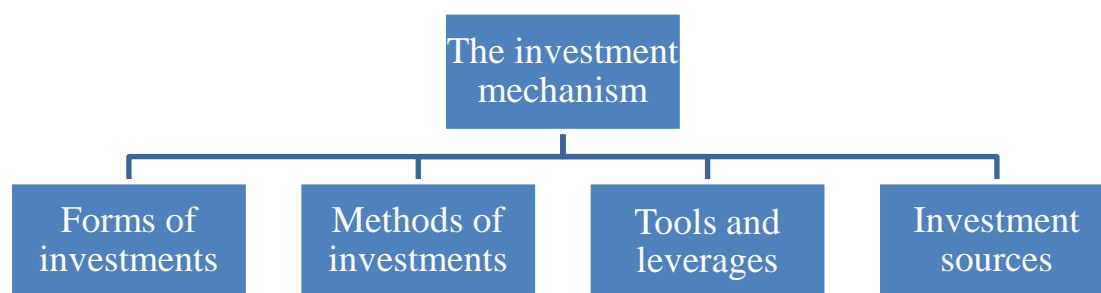 The investment
mechanism
Forms of
investments
Methods of
investments
Tools and
leverages
Investment
sources